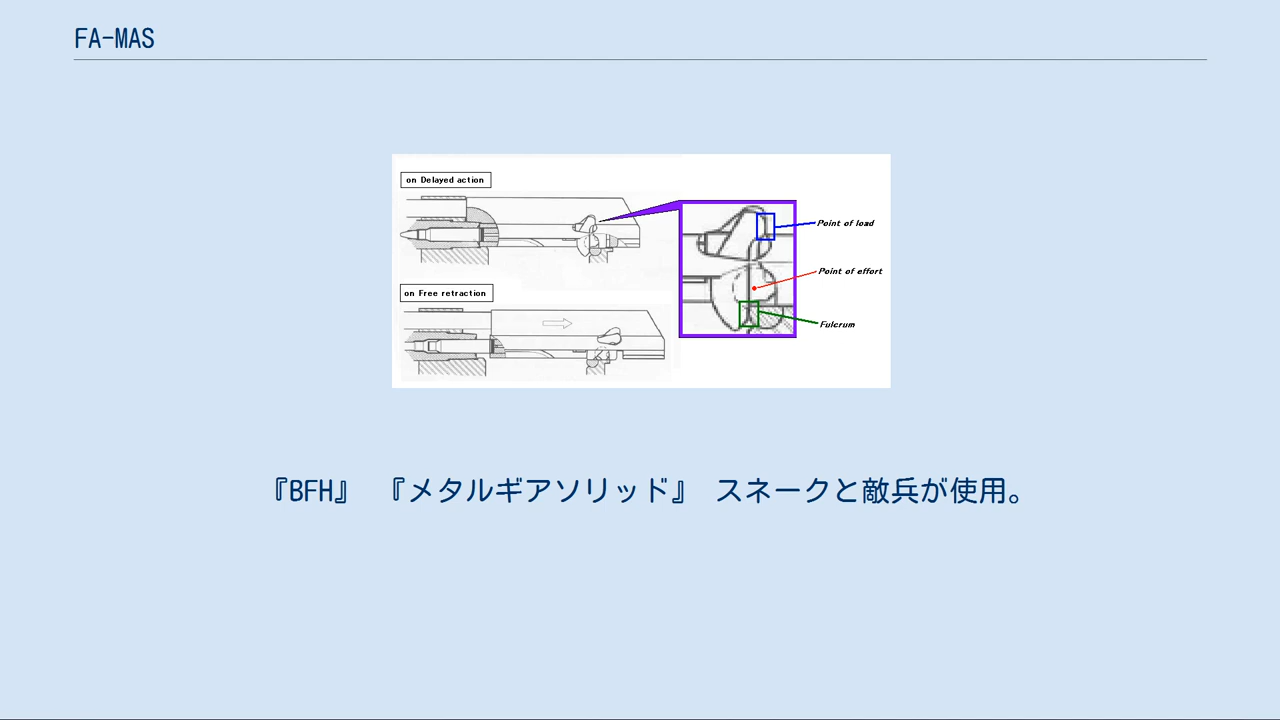 FA-MAS
on Delayed action
Point of load
Point of effort
on Free retraction
Fulcrum
『BFH』 『メタルギアソリッド』 スネークと敵兵が使用。